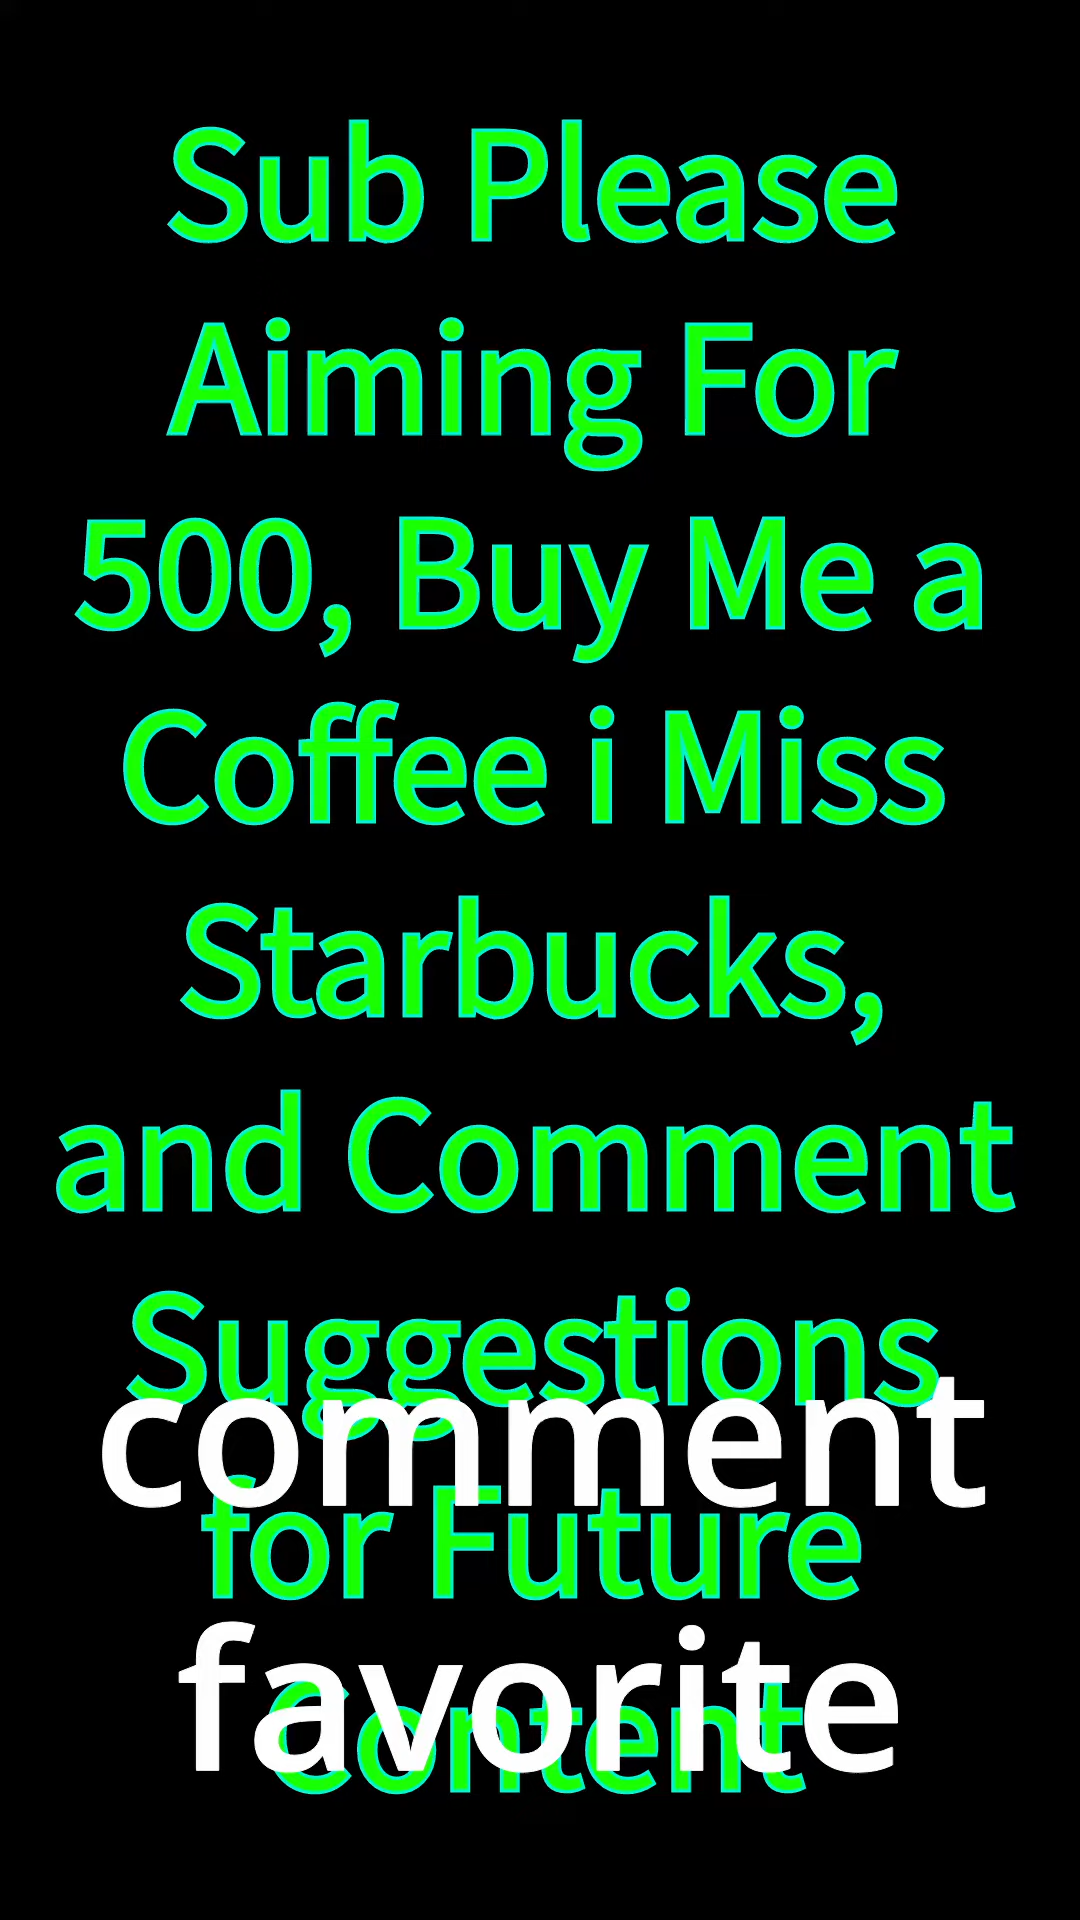 Sub Please
Aiming For
500, Buy Me a
Coffee i Miss
Starbucks,
and Comment
Suggestions
comment
for Future
favorite
Content